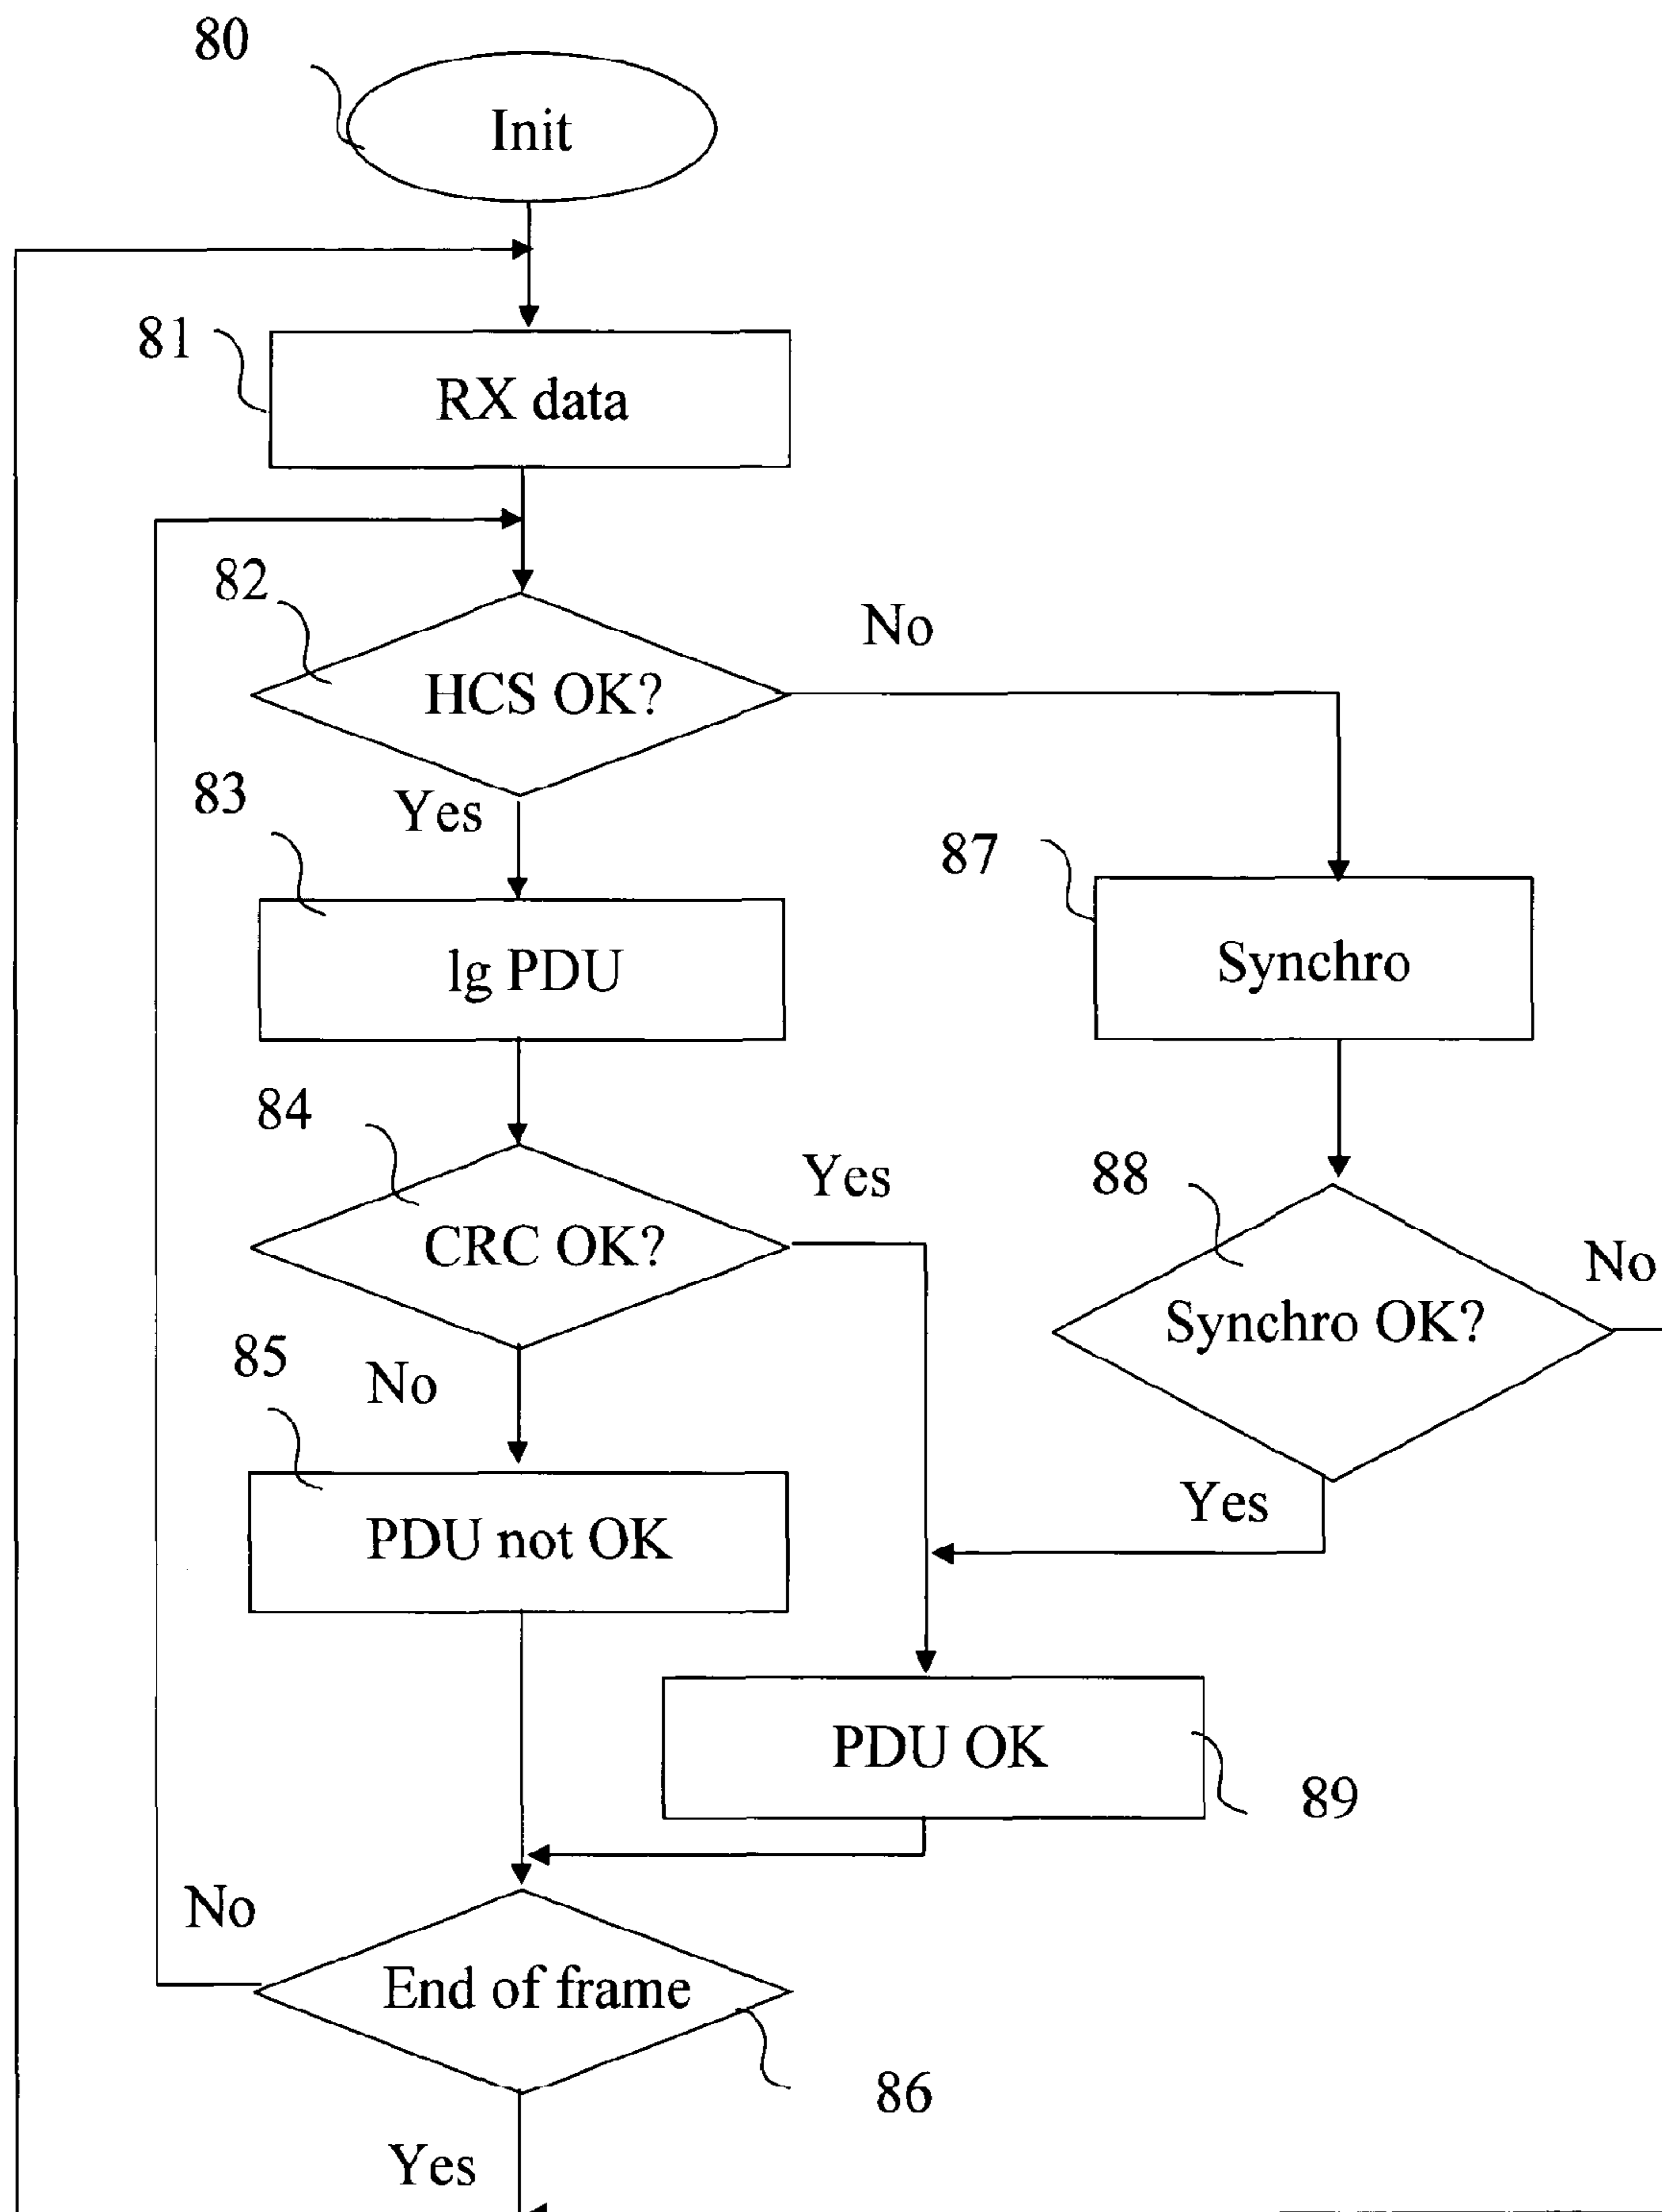 80
Init
81
RX data
82
No
HCS OK?
83
Yes
87
lg PDU
Synchro
84
Yes
88
CRC OK?
No
Synchro OK?
85
No
Yes
PDU not OK
PDU OK
89
No
End of frame
86
Yes